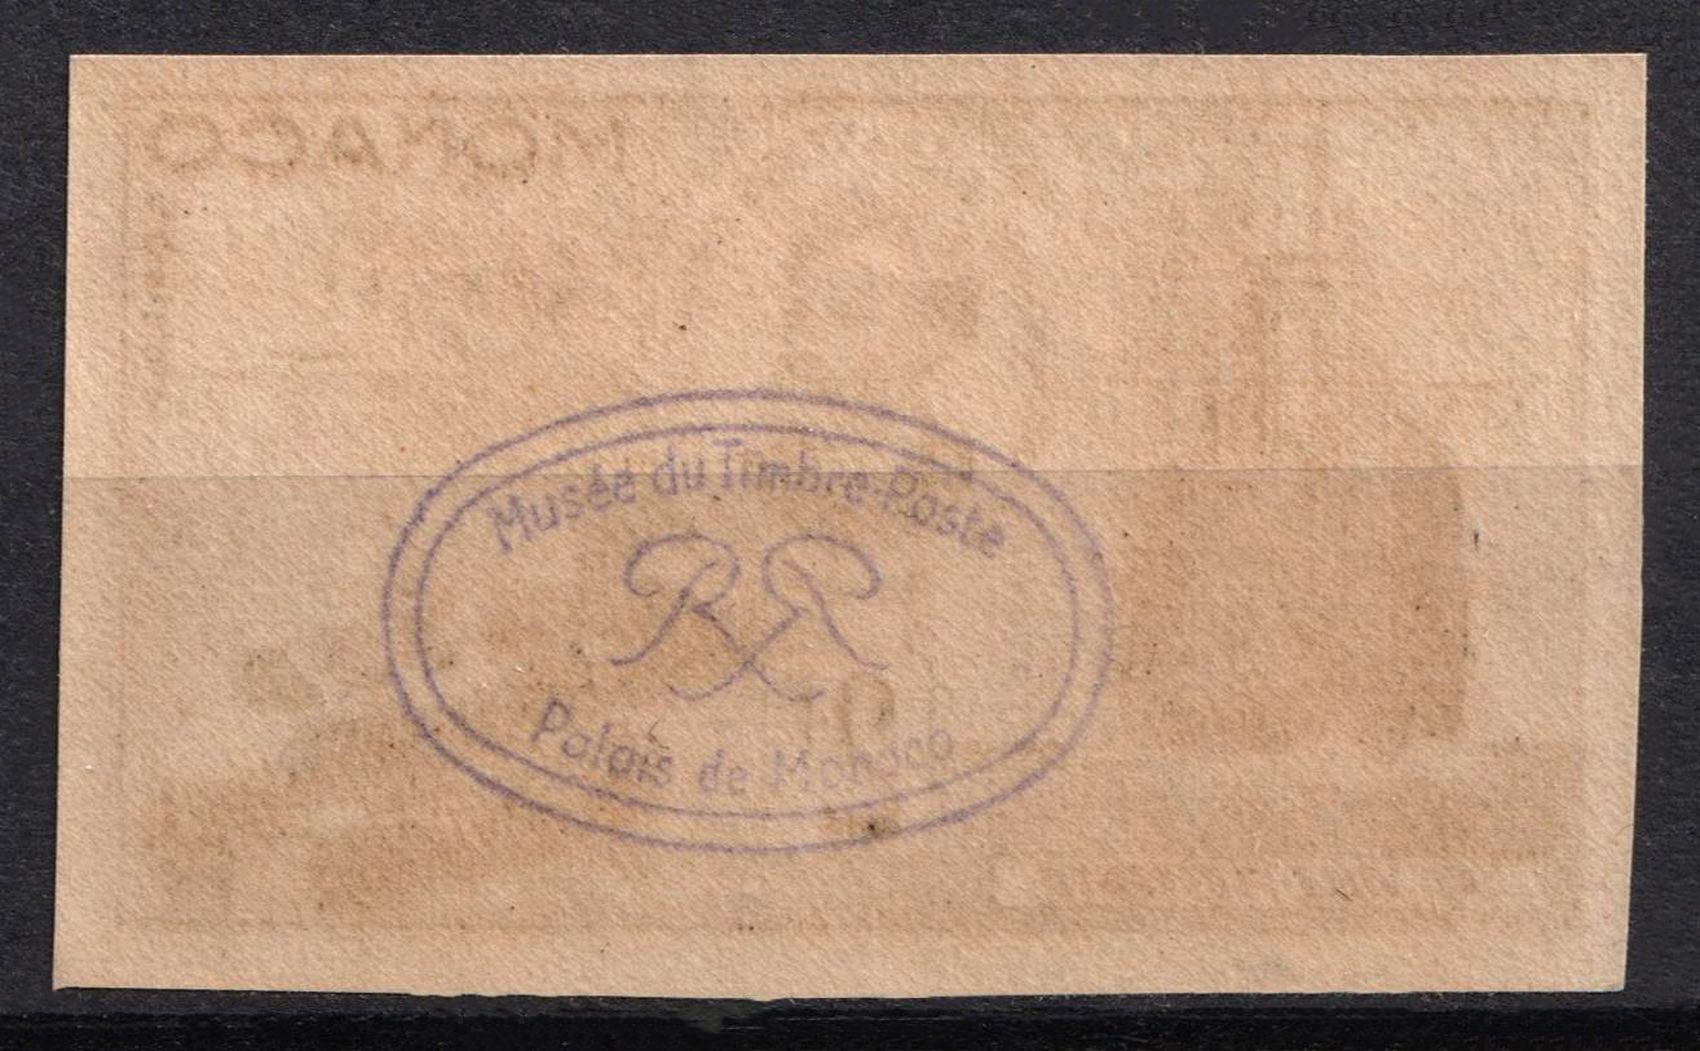 MONACO
Musée du Timbre-Poste
RR
Palais de Monaco